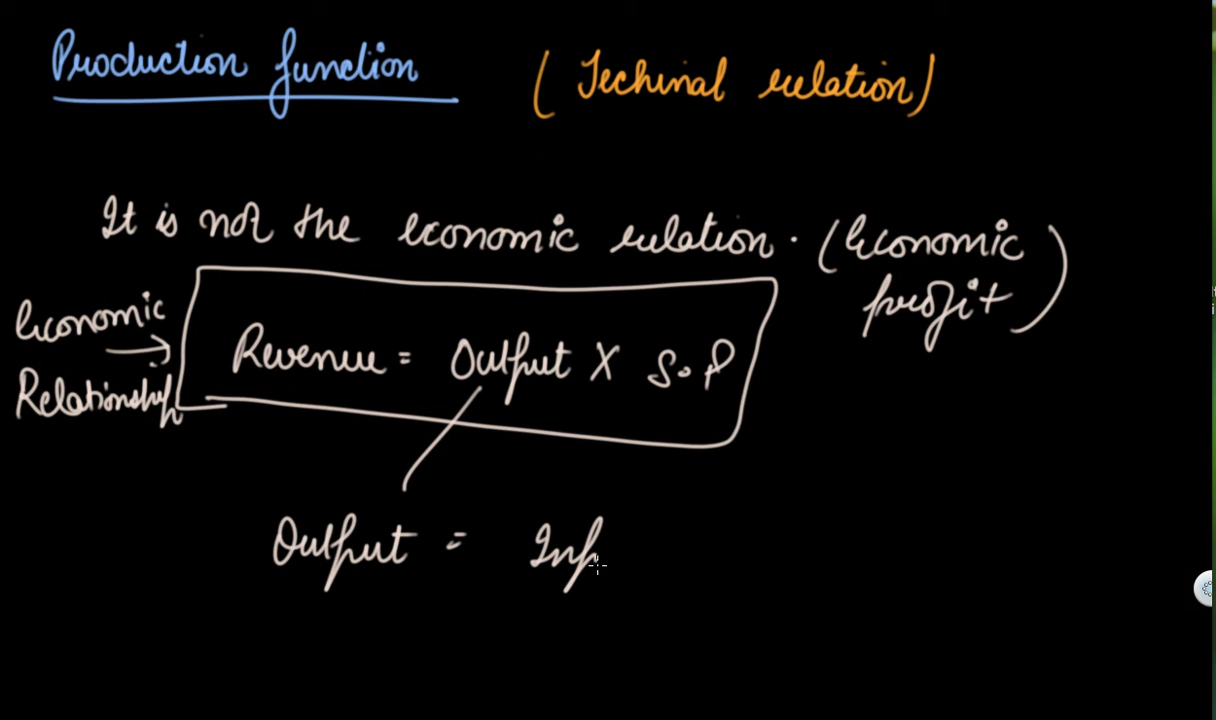 Production function (Techinal relation)
It is not the economic relation. (Economic
profit)
Economic
Revenue = Output X S.P
Relationship
Output = Inp